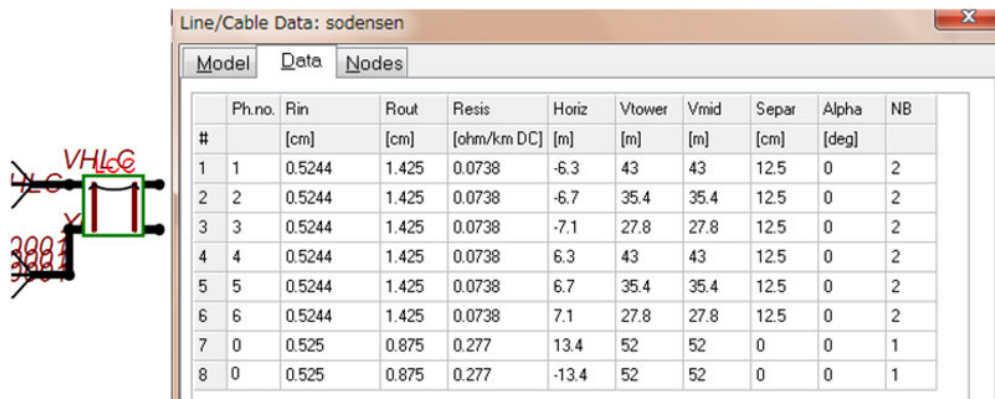 Line/Cable Data: sodensen
Model Data Nodes
Ph.no. Rin Rout Resis Horiz Vtower Vmid Separ Alpha NB
# [cm] [cm] [ohm/km DC] [m] [m] [m] [cm] [deg]
1 1 0.5244 1.425 0.0738 -6.3 43 43 12.5 0 2
2 2 0.5244 1.425 0.0738 -6.7 35.4 35.4 12.5 0 2
3 3 0.5244 1.425 0.0738 -7.1 27.8 27.8 12.5 0 2
4 4 0.5244 1.425 0.0738 6.3 43 43 12.5 0 2
5 5 0.5244 1.425 0.0738 6.7 35.4 35.4 12.5 0 2
6 6 0.5244 1.425 0.0738 7.1 27.8 27.8 12.5 0 2
7 0 0.525 0.875 0.277 13.4 52 52 0 0 1
8 0 0.525 0.875 0.277 -13.4 52 52 0 0 1
LCC